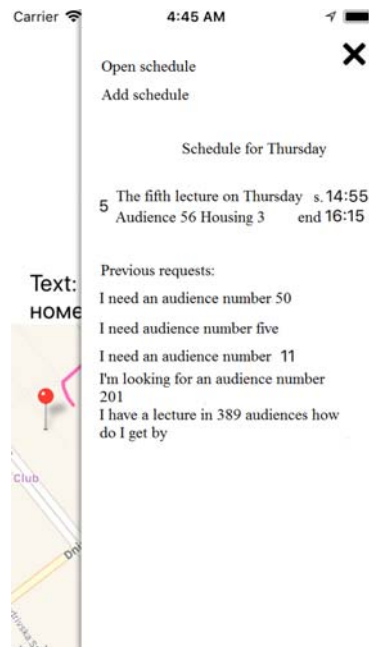 Carrier 4:45 AM
Open schedule
Add schedule
Schedule for Thursday
5 The fifth lecture on Thursday s. 14:55
Audience 56 Housing 3 end 16:15
Text:
номе
Previous requests:
I need an audience number 50
I need audience number five
I need an audience number 11
I'm looking for an audience number
201
I have a lecture in 389 audiences how
do I get by
Club